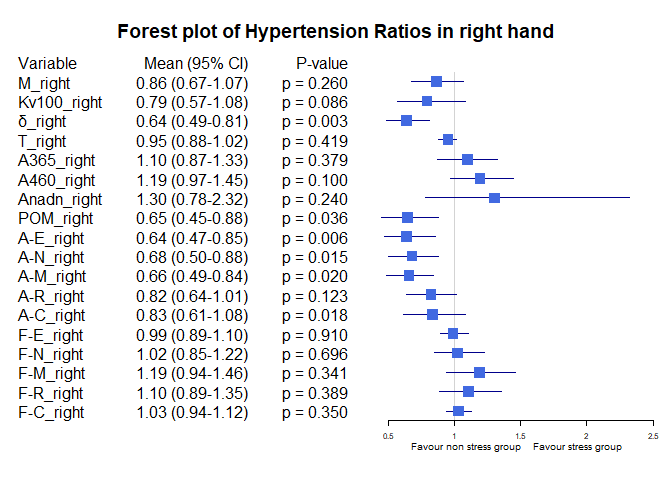 Forest plot of Hypertension Ratios in right hand
Variable Mean (95% CI) P-value
M_right 0.86 (0.67-1.07) p = 0.260
Kv100_right 0.79 (0.57-1.08) p = 0.086
δ_right 0.64 (0.49-0.81) p = 0.003
T_right 0.95 (0.88-1.02) p = 0.419
A365_right 1.10 (0.87-1.33) p = 0.379
A460_right 1.19 (0.97-1.45) p = 0.100
Anadn_right 1.30 (0.78-2.32) p = 0.240
POM_right 0.65 (0.45-0.88) p = 0.036
A-E_right 0.64 (0.47-0.85) p = 0.006
A-N_right 0.68 (0.50-0.88) p = 0.015
A-M_right 0.66 (0.49-0.84) p = 0.020
A-R_right 0.82 (0.64-1.01) p = 0.123
A-C_right 0.83 (0.61-1.08) p = 0.018
F-E_right 0.99 (0.89-1.10) p = 0.910
F-N_right 1.02 (0.85-1.22) p = 0.696
F-M_right 1.19 (0.94-1.46) p = 0.341
F-R_right 1.10 (0.89-1.35) p = 0.389
F-C_right 1.03 (0.94-1.12) p = 0.350
0.5 1 1.5 2 2.5
Favour non stress group Favour stress group